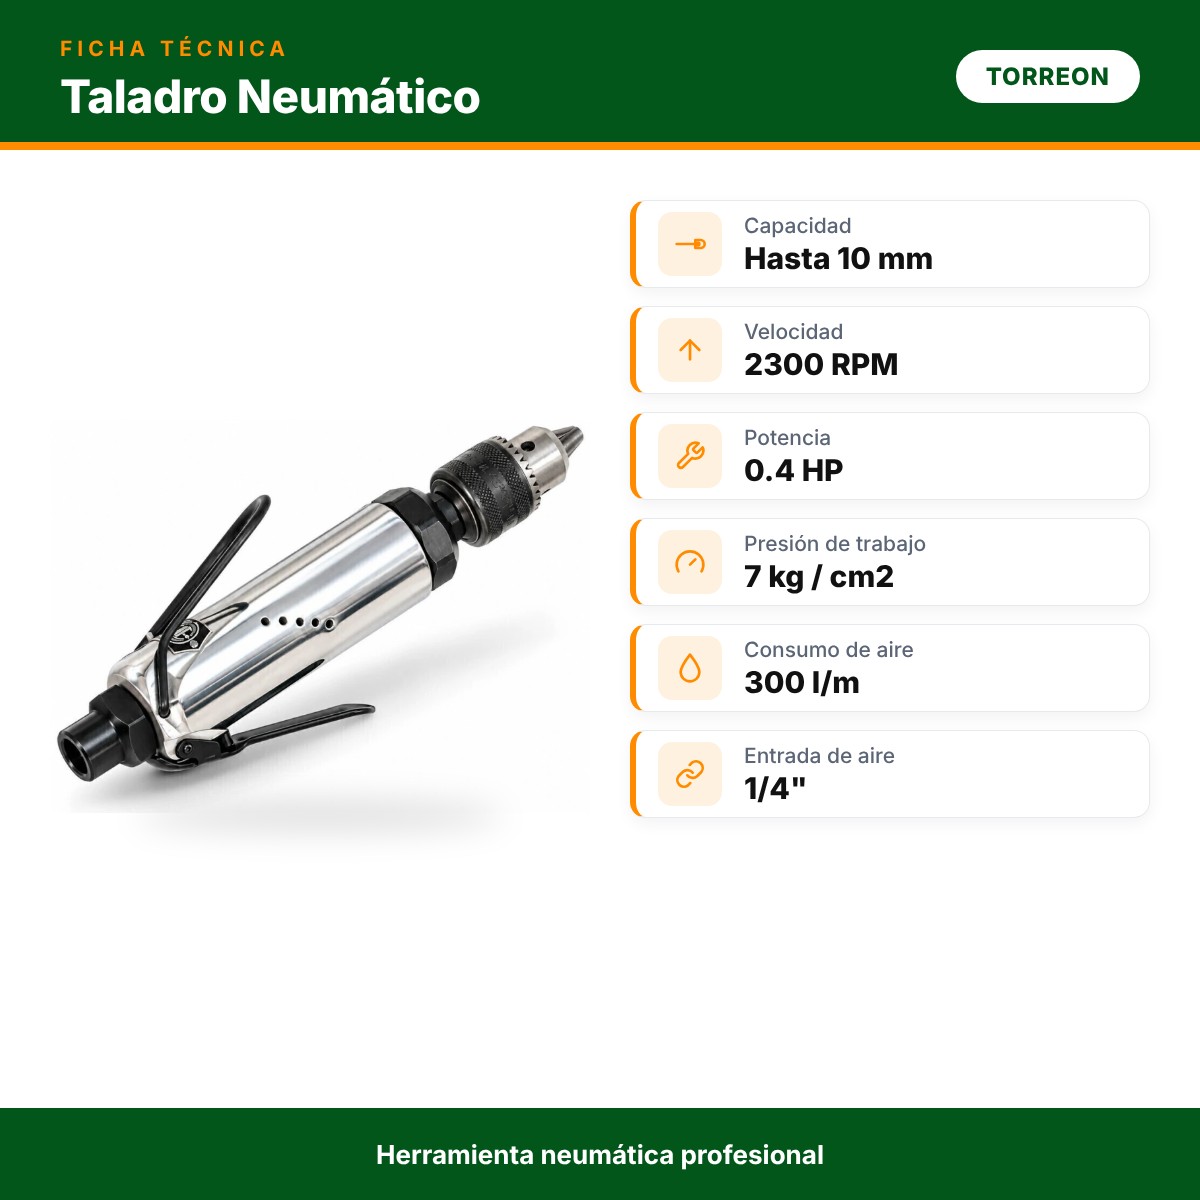 FICHA TÉCNICA
Taladro Neumático
TORREON
Capacidad
Hasta 10 mm
Velocidad
2300 RPM
Potencia
0.4 HP
Presión de trabajo
7 kg / cm2
Consumo de aire
300 l/m
Entrada de aire
1/4"
Herramienta neumática profesional